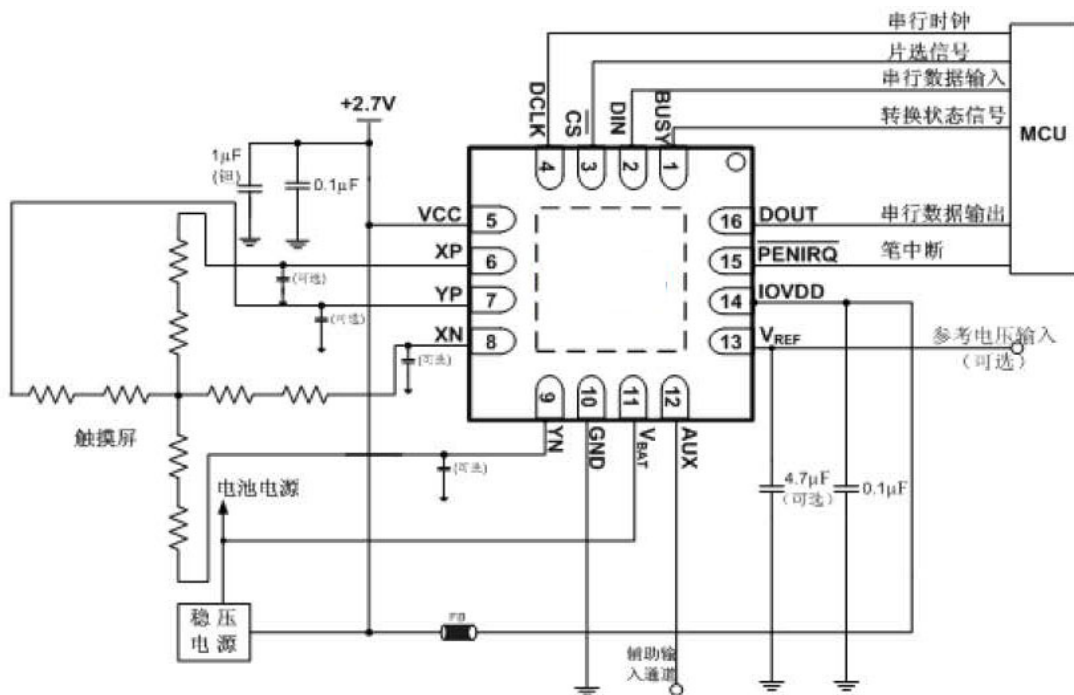 串行时钟
片选信号
串行数据输入
转换状态信号
MCU
+2.7V
DCLK
CS
DIN
BUSY
4
3
2
1
1μF
(钽)
0.1μF
VCC
5
16
DOUT
串行数据输出
XP
6
15
PENIRQ
笔中断
(可选)
YP
7
14
IOVDD
(可选)
XN
8
13
VREF
参考电压输入
(可选)
(可选)
9
10
11
12
YN
GND
VBAT
AUX
触摸屏
(可选)
电池电源
4.7μF
(可选)
0.1μF
稳压
电源
FB
辅助输
入通道